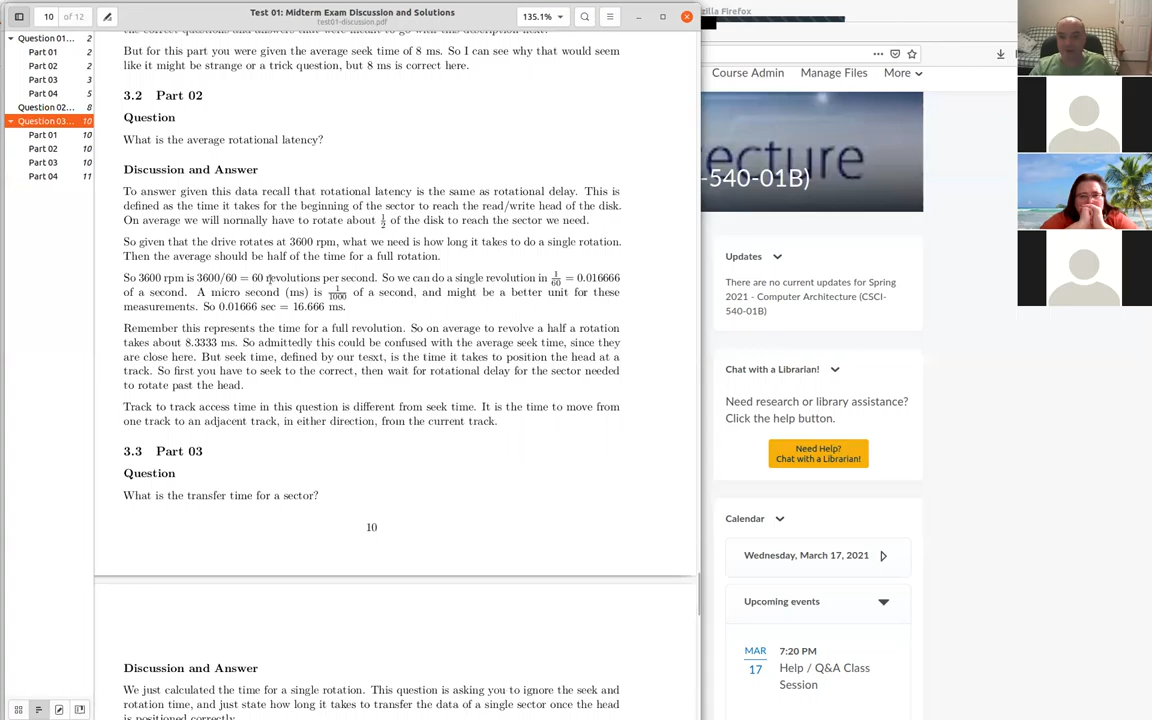 Test 01: Midterm Exam Discussion and Solutions
test01-discussion.pdf
10 of 12
135.1%
Question 01... 2
Part 01 2
Part 02 2
Part 03 3
Part 04 5
Question 02... 8
Question 03... 10
Part 01 10
Part 02 10
Part 03 10
Part 04 11
the correct questions and answers that were meant to go with this description next.
But for this part you were given the average seek time of 8 ms. So I can see why that would seem
like it might be strange or a trick question, but 8 ms is correct here.
3.2 Part 02
Question
What is the average rotational latency?
Discussion and Answer
To answer given this data recall that rotational latency is the same as rotational delay. This is
defined as the time it takes for the beginning of the sector to reach the read/write head of the disk.
On average we will normally have to rotate about 1/2 of the disk to reach the sector we need.
So given that the drive rotates at 3600 rpm, what we need is how long it takes to do a single rotation.
Then the average should be half of the time for a full rotation.
So 3600 rpm is 3600/60 = 60 revolutions per second. So we can do a single revolution in 1/60 = 0.016666
of a second. A micro second (ms) is 1/1000 of a second, and might be a better unit for these
measurements. So 0.01666 sec = 16.666 ms.
Remember this represents the time for a full revolution. So on average to revolve a half a rotation
takes about 8.3333 ms. So admittedly this could be confused with the average seek time, since they
are close here. But seek time, defined by our tesxt, is the time it takes to position the head at a
track. So first you have to seek to the correct, then wait for rotational delay for the sector needed
to rotate past the head.
Track to track access time in this question is different from seek time. It is the time to move from
one track to an adjacent track, in either direction, from the current track.
3.3 Part 03
Question
What is the transfer time for a sector?
10
Discussion and Answer
We just calculated the time for a single rotation. This question is asking you to ignore the seek and
rotation time, and just state how long it takes to transfer the data of a single sector once the head
is positioned correctly.
zilla Firefox
Course Admin Manage Files More
ecture
-540-01B)
Updates
There are no current updates for Spring
2021 - Computer Architecture (CSCI-
540-01B)
Chat with a Librarian!
Need research or library assistance?
Click the help button.
Need Help?
Chat with a Librarian!
Calendar
Wednesday, March 17, 2021
Upcoming events
MAR
17
7:20 PM
Help / Q&A Class
Session